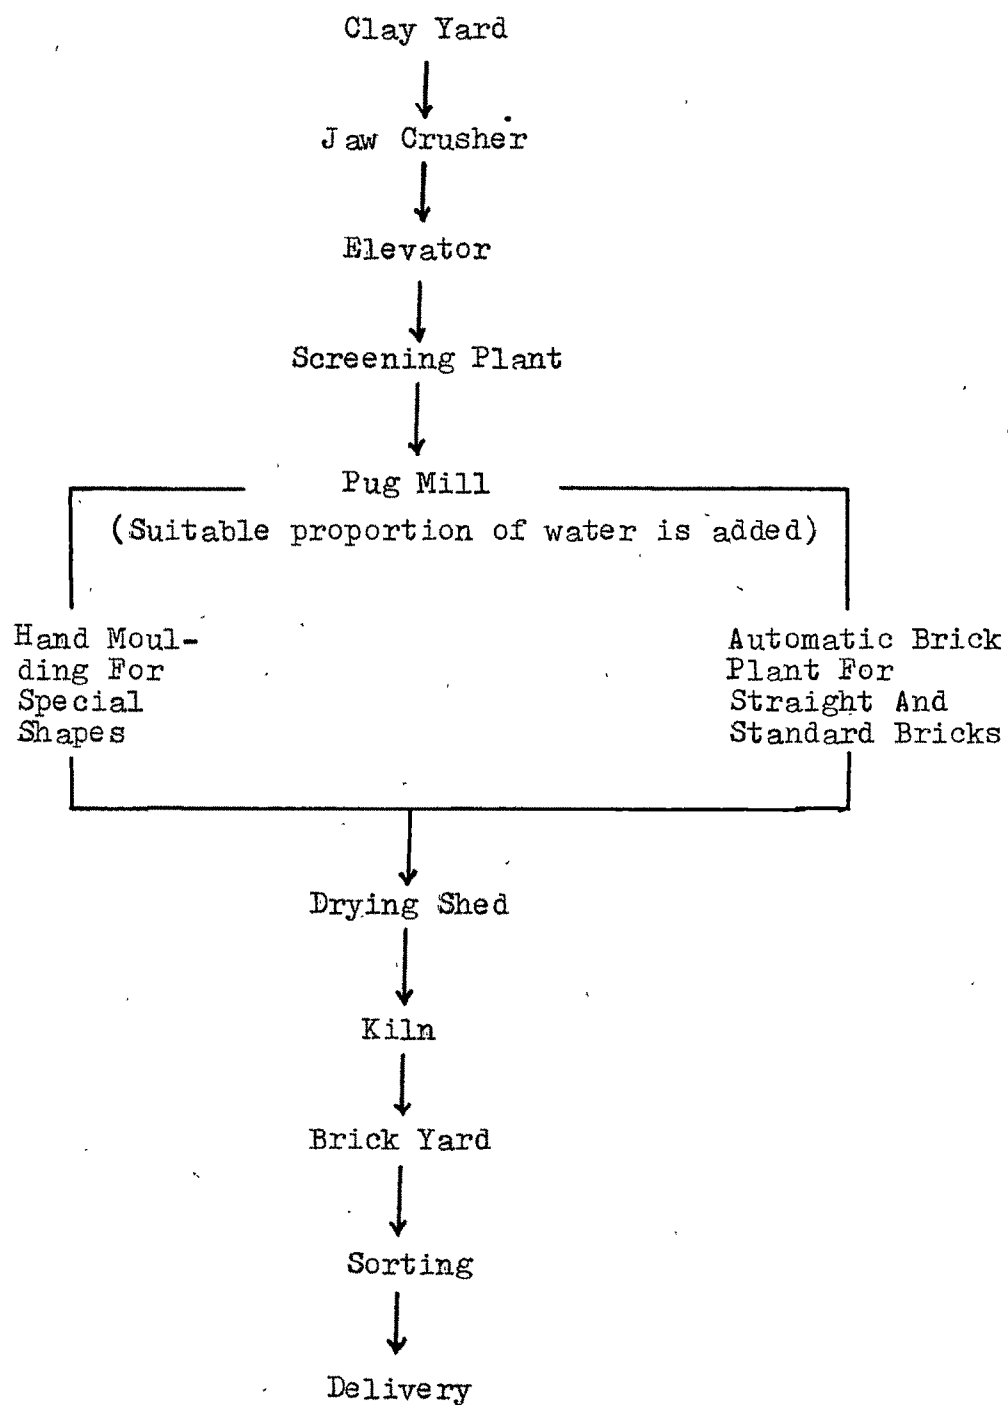 Clay Yard
Jaw Crusher
Elevator
Screening Plant
Pug Mill
(Suitable proportion of water is added)
Hand Moul-
ding For
Special
Shapes
Automatic Brick
Plant For
Straight And
Standard Bricks
Drying Shed
Kiln
Brick Yard
Sorting
Delivery